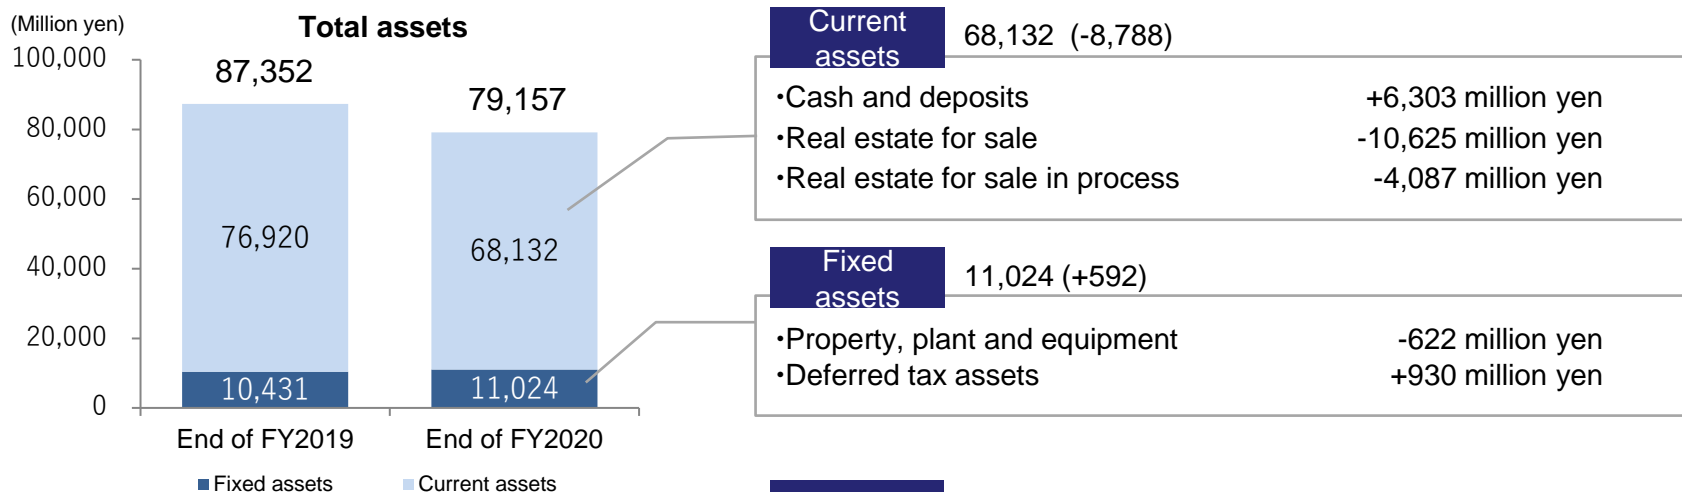 (Million yen)
Total assets
100,000
80,000
60,000
40,000
20,000
0
87,352
79,157
76,920
68,132
10,431
11,024
End of FY2019
End of FY2020
Fixed assets
Current assets
Current
assets
68,132 (-8,788)
・Cash and deposits +6,303 million yen
・Real estate for sale -10,625 million yen
・Real estate for sale in process -4,087 million yen
Fixed
assets
11,024 (+592)
・Property, plant and equipment -622 million yen
・Deferred tax assets +930 million yen